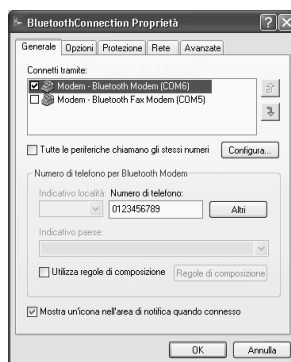 BluetoothConnection Proprietà
Generale Opzioni Protezione Rete Avanzate
Connetti tramite:
Modem - Bluetooth Modem (COM6)
Modem - Bluetooth Fax Modem (COM5)
Tutte le periferiche chiamano gli stessi numeri Configura...
Numero di telefono per Bluetooth Modem
Indicativo località: Numero di telefono:
0123456789 Altri
Indicativo paese:
Utilizza regole di composizione Regole di composizione
Mostra un'icona nell'area di notifica quando connesso
OK Annulla